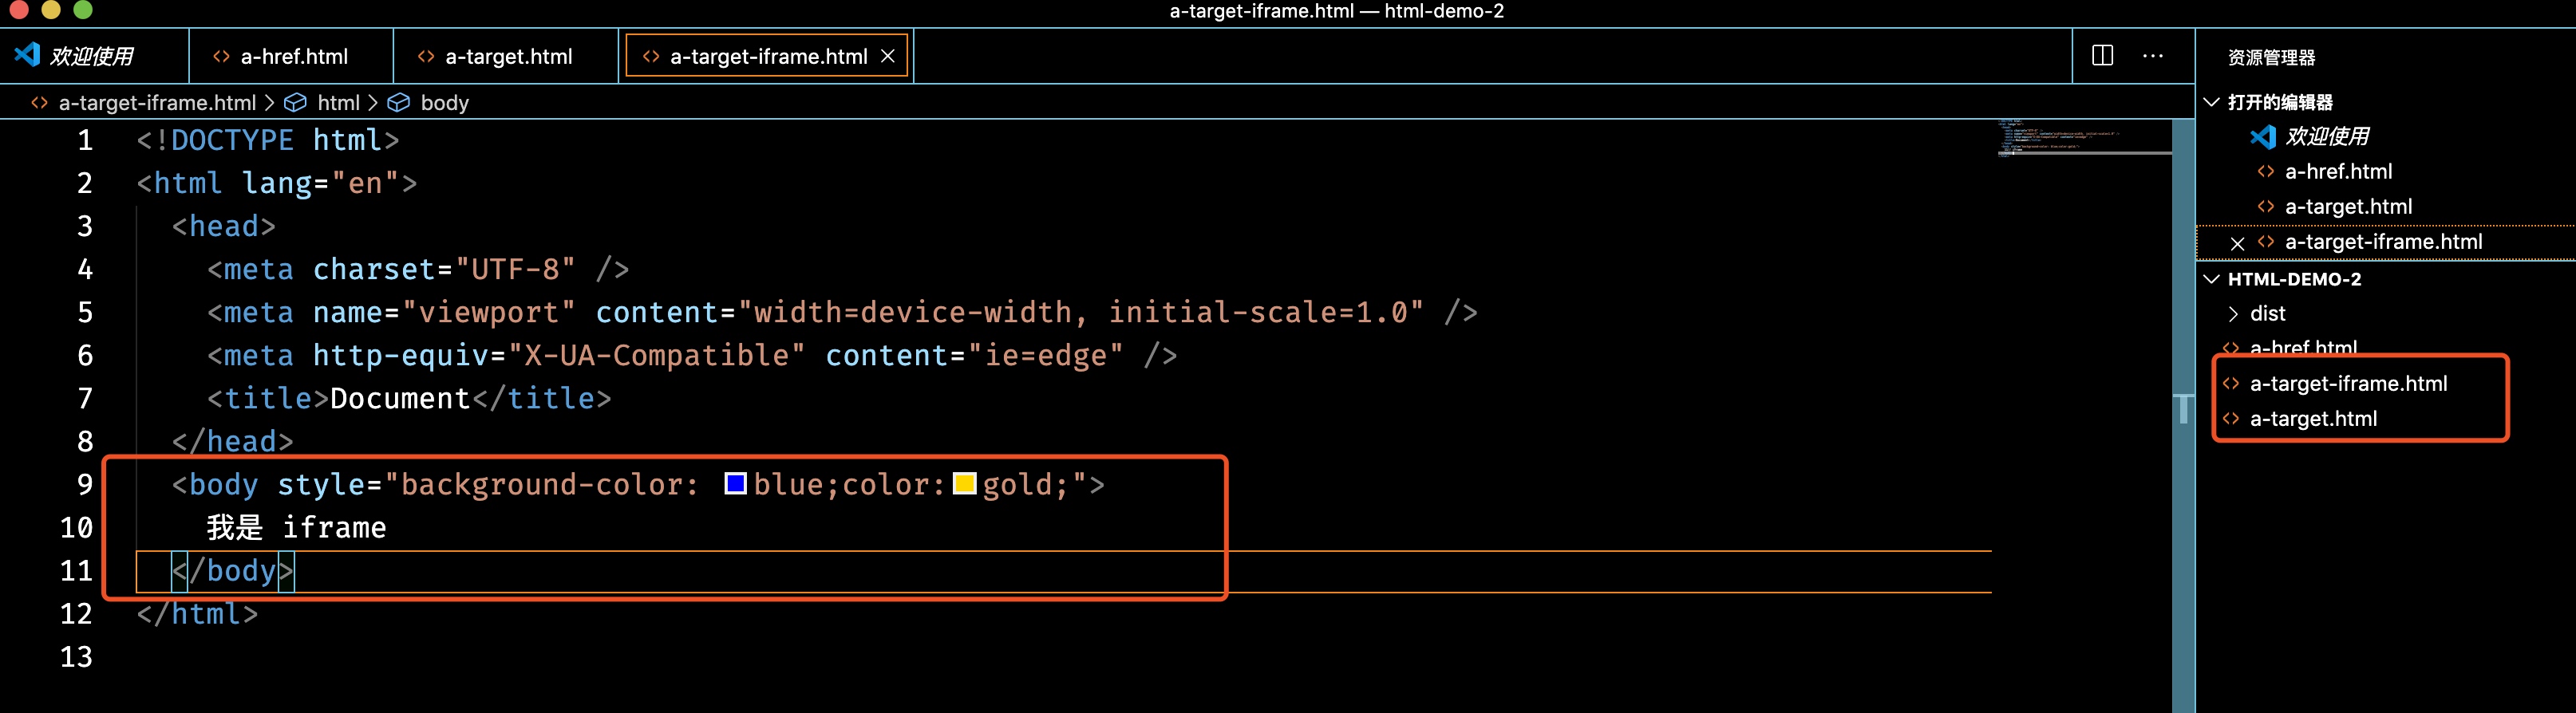 a-target-iframe.html — html-demo-2
欢迎使用
a-href.html
a-target.html
a-target-iframe.html
a-target-iframe.html > html > body
1 <!DOCTYPE html>
2 <html lang="en">
3 <head>
4 <meta charset="UTF-8" />
5 <meta name="viewport" content="width=device-width, initial-scale=1.0" />
6 <meta http-equiv="X-UA-Compatible" content="ie=edge" />
7 <title>Document</title>
8 </head>
9 <body style="background-color: blue;color:gold;">
10 我是 iframe
11 </body>
12 </html>
13
资源管理器
打开的编辑器
欢迎使用
a-href.html
a-target.html
a-target-iframe.html
HTML-DEMO-2
dist
a-href.html
a-target-iframe.html
a-target.html